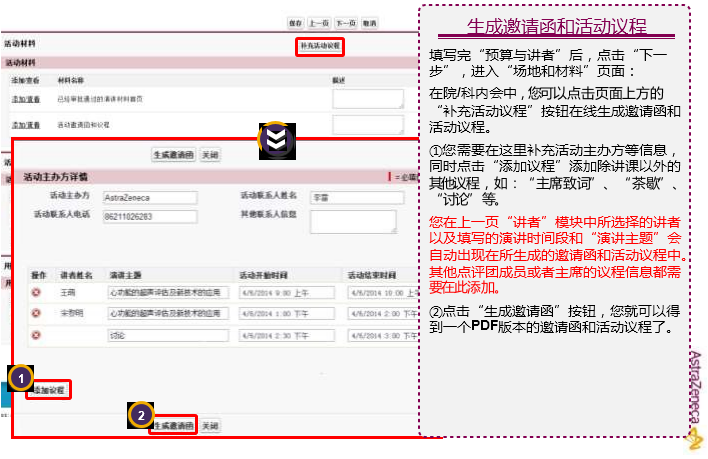 保存 上一页 下一页 取消
活动材料
补充活动议程
活动材料
添加/查看 材料名称 描述
添加/查看 已经审批通过的演讲材料首页
添加/查看 活动邀请函和议程
生成邀请函 关闭
活动主办方详情
活动主办方 AstraZeneca 活动联系人姓名 李蕾
活动联系人电话 86211026283 其他联系人信息
操作 讲者姓名 演讲主题 活动开始时间 活动结束时间
王萌 心功能的超声评估及新技术的应用 4/6/2014 9:00 上午 4/6/2014 10:00 上午
心功能的超声评估及新技术的应用 4/6/2014 1:00 下午 4/6/2014 2:00 下午
讨论 4/6/2014 2:30 下午 4/6/2014 3:00 下午
1
添加议程
2
生成邀请函 关闭
生成邀请函和活动议程
填写完“预算与讲者”后，点击“下一
步”，进入“场地和材料”页面：
在院/科内会中，您可以点击页面上方的
“补充活动议程”按钮在线生成邀请函和
活动议程。
①您需要在这里补充活动主办方等信息，
同时点击“添加议程”添加除讲课以外的
其他议程，如：“主席致词”、“茶歇”、
“讨论”等。
您在上一页“讲者”模块中所选择的讲者
以及填写的演讲时间段和“演讲主题”会
自动出现在所生成的邀请函和活动议程中。
其他点评团成员或者主席的议程信息都需
要在此添加。
②点击“生成邀请函”按钮，您就可以得
到一个PDF版本的邀请函和活动议程了。
AstraZeneca